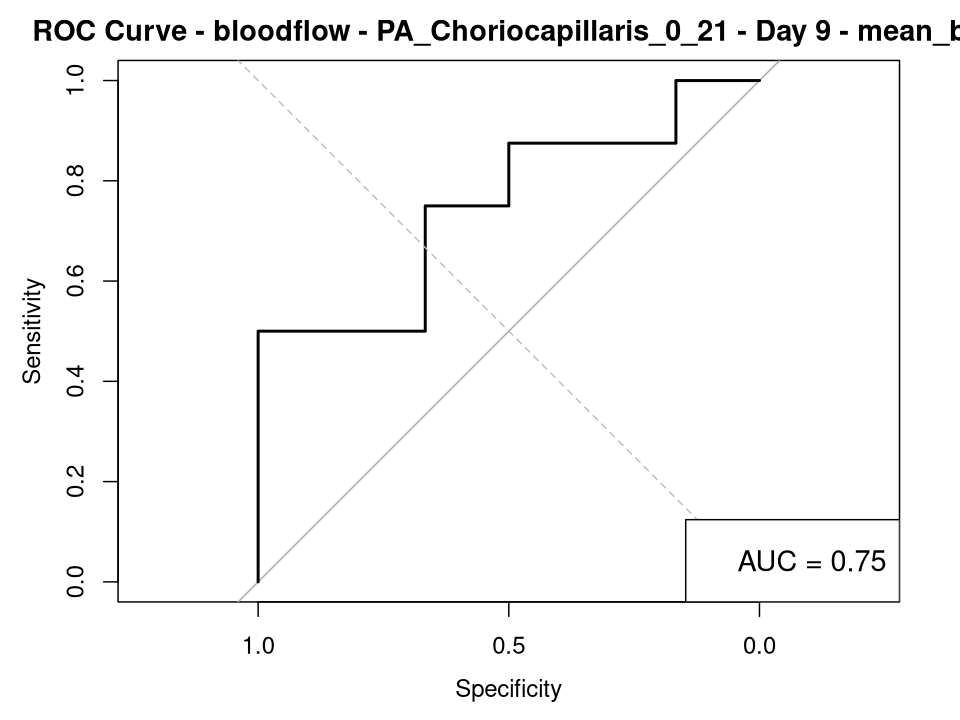 ROC Curve - bloodflow - PA_Choriocapillaris_0_21 - Day 9 - mean_b
1.0
0.8
0.6
0.4
0.2
0.0
Sensitivity
AUC = 0.75
1.0 0.5 0.0
Specificity